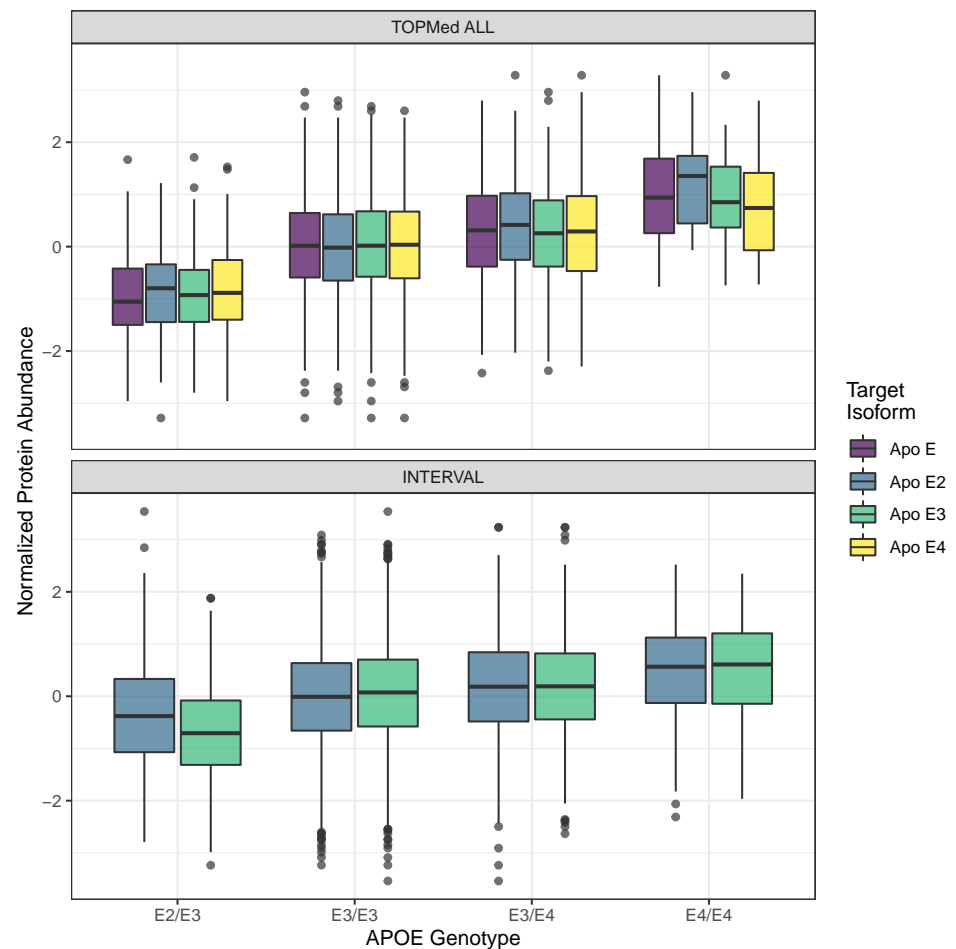 TOPMed ALL
2
0
−2
INTERVAL
2
0
−2
E2/E3 E3/E3 E3/E4 E4/E4
APOE Genotype
Normalized Protein Abundance
Target
Isoform
Apo E
Apo E2
Apo E3
Apo E4